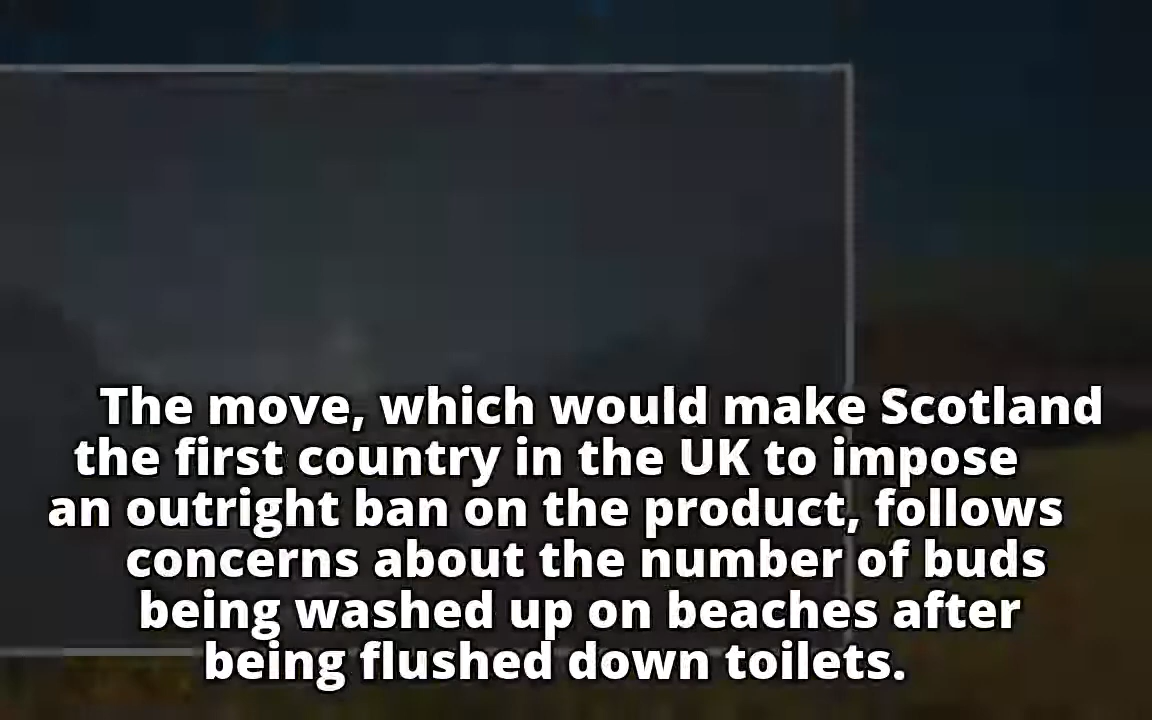 The move, which would make Scotland
the first country in the UK to impose
an outright ban on the product, follows
concerns about the number of buds
being washed up on beaches after
being flushed down toilets.